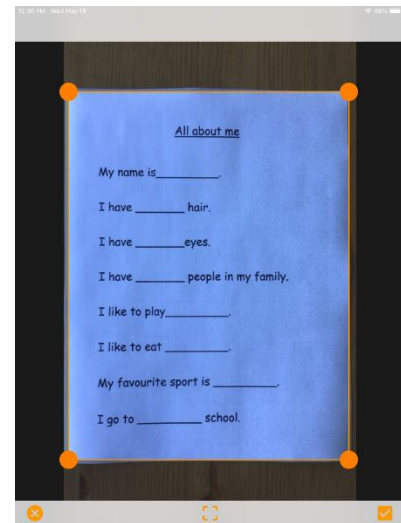 All about me
My name is__________.
I have ________ hair.
I have ________eyes.
I have ________ people in my family.
I like to play__________.
I like to eat __________.
My favourite sport is __________.
I go to __________ school.